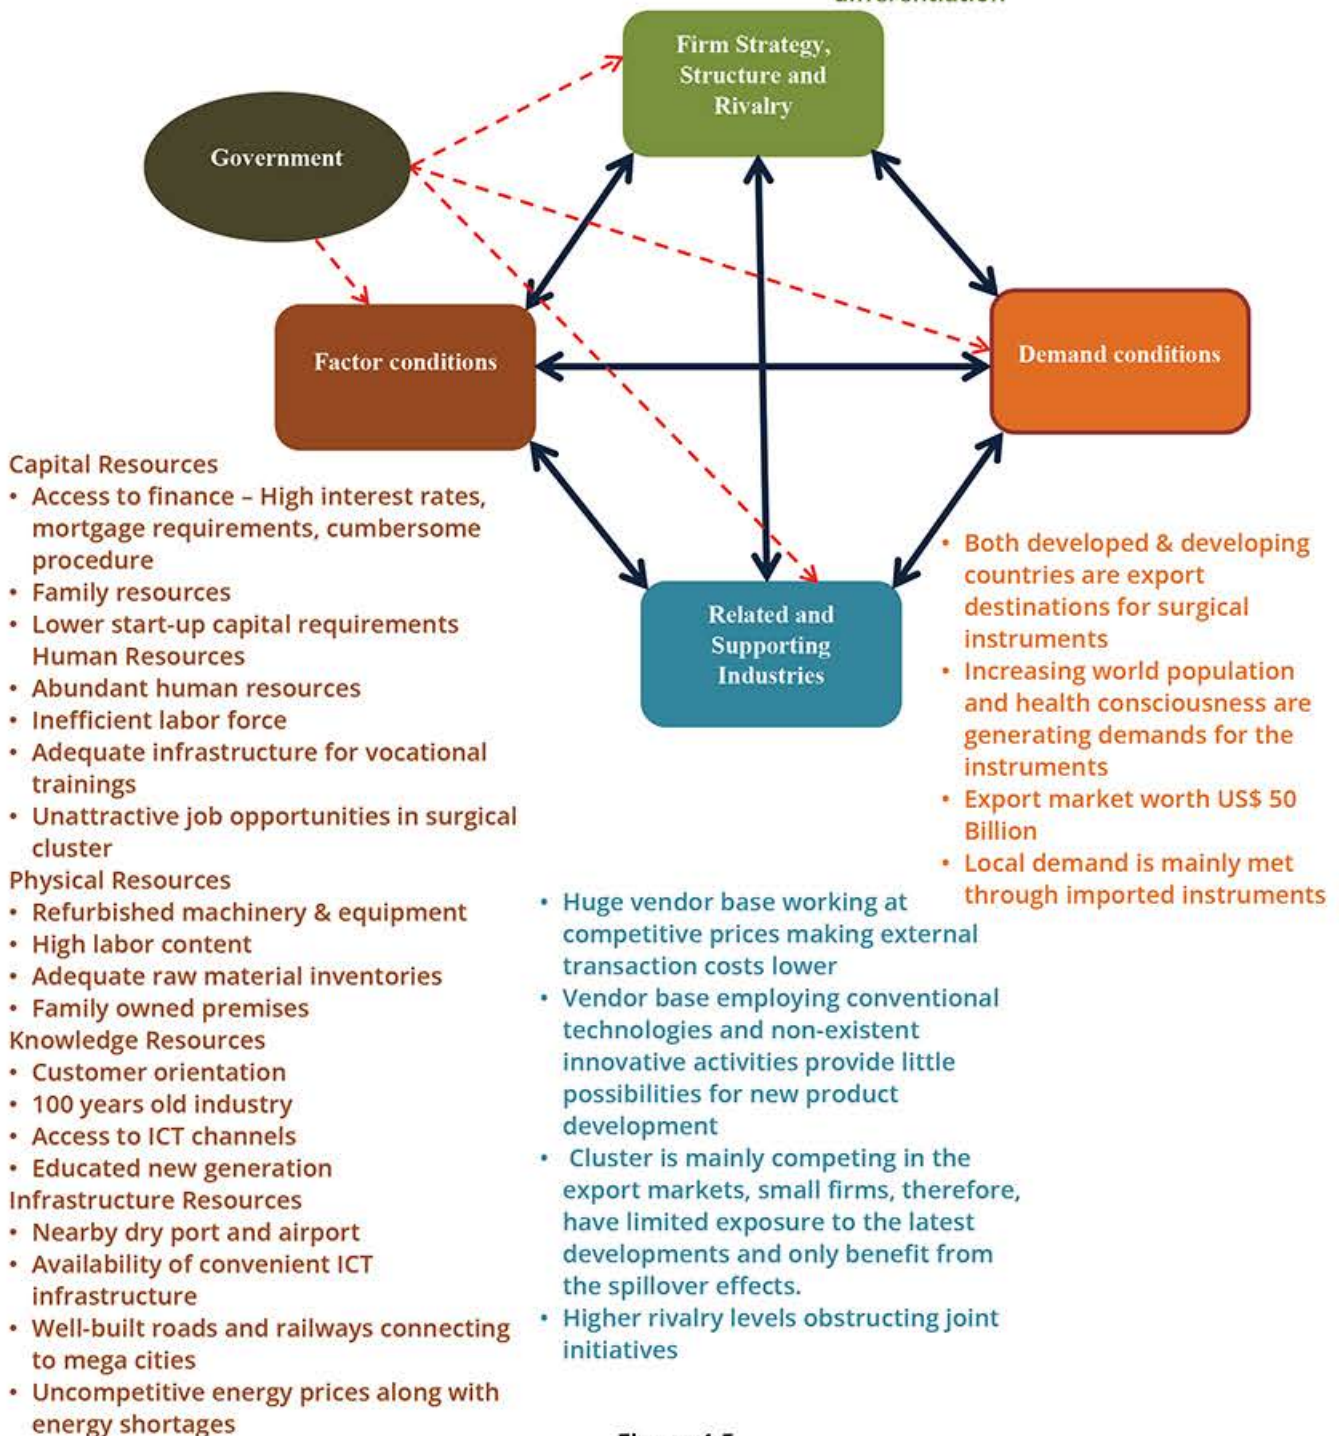 Firm Strategy,
Structure and
Rivalry
Government
Factor conditions
Demand conditions
Related and
Supporting
Industries
Capital Resources
• Access to finance – High interest rates,
mortgage requirements, cumbersome
procedure
• Family resources
• Lower start-up capital requirements
Human Resources
• Abundant human resources
• Inefficient labor force
• Adequate infrastructure for vocational
trainings
• Unattractive job opportunities in surgical
cluster
Physical Resources
• Refurbished machinery & equipment
• High labor content
• Adequate raw material inventories
• Family owned premises
Knowledge Resources
• Customer orientation
• 100 years old industry
• Access to ICT channels
• Educated new generation
Infrastructure Resources
• Nearby dry port and airport
• Availability of convenient ICT
infrastructure
• Well-built roads and railways connecting
to mega cities
• Uncompetitive energy prices along with
energy shortages
• Huge vendor base working at
competitive prices making external
transaction costs lower
• Vendor base employing conventional
technologies and non-existent
innovative activities provide little
possibilities for new product
development
• Cluster is mainly competing in the
export markets, small firms, therefore,
have limited exposure to the latest
developments and only benefit from
the spillover effects.
• Higher rivalry levels obstructing joint
initiatives
• Both developed & developing
countries are export
destinations for surgical
instruments
• Increasing world population
and health consciousness are
generating demands for the
instruments
• Export market worth US$ 50
Billion
• Local demand is mainly met
through imported instruments